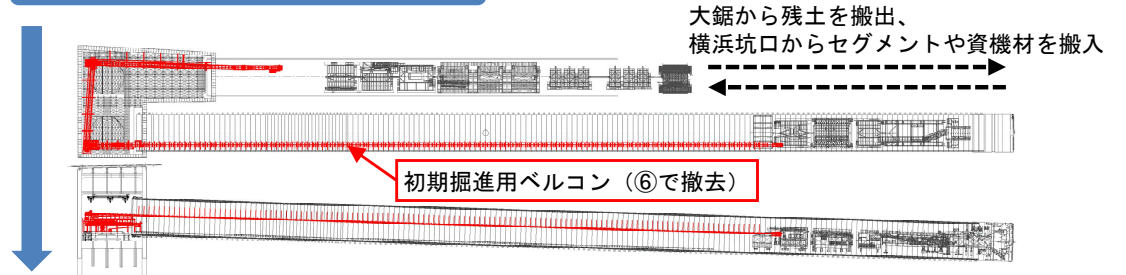 大鋸から残土を搬出、
横浜坑口からセグメントや資機材を搬入
初期掘進用ベルコン（⑥で撤去）